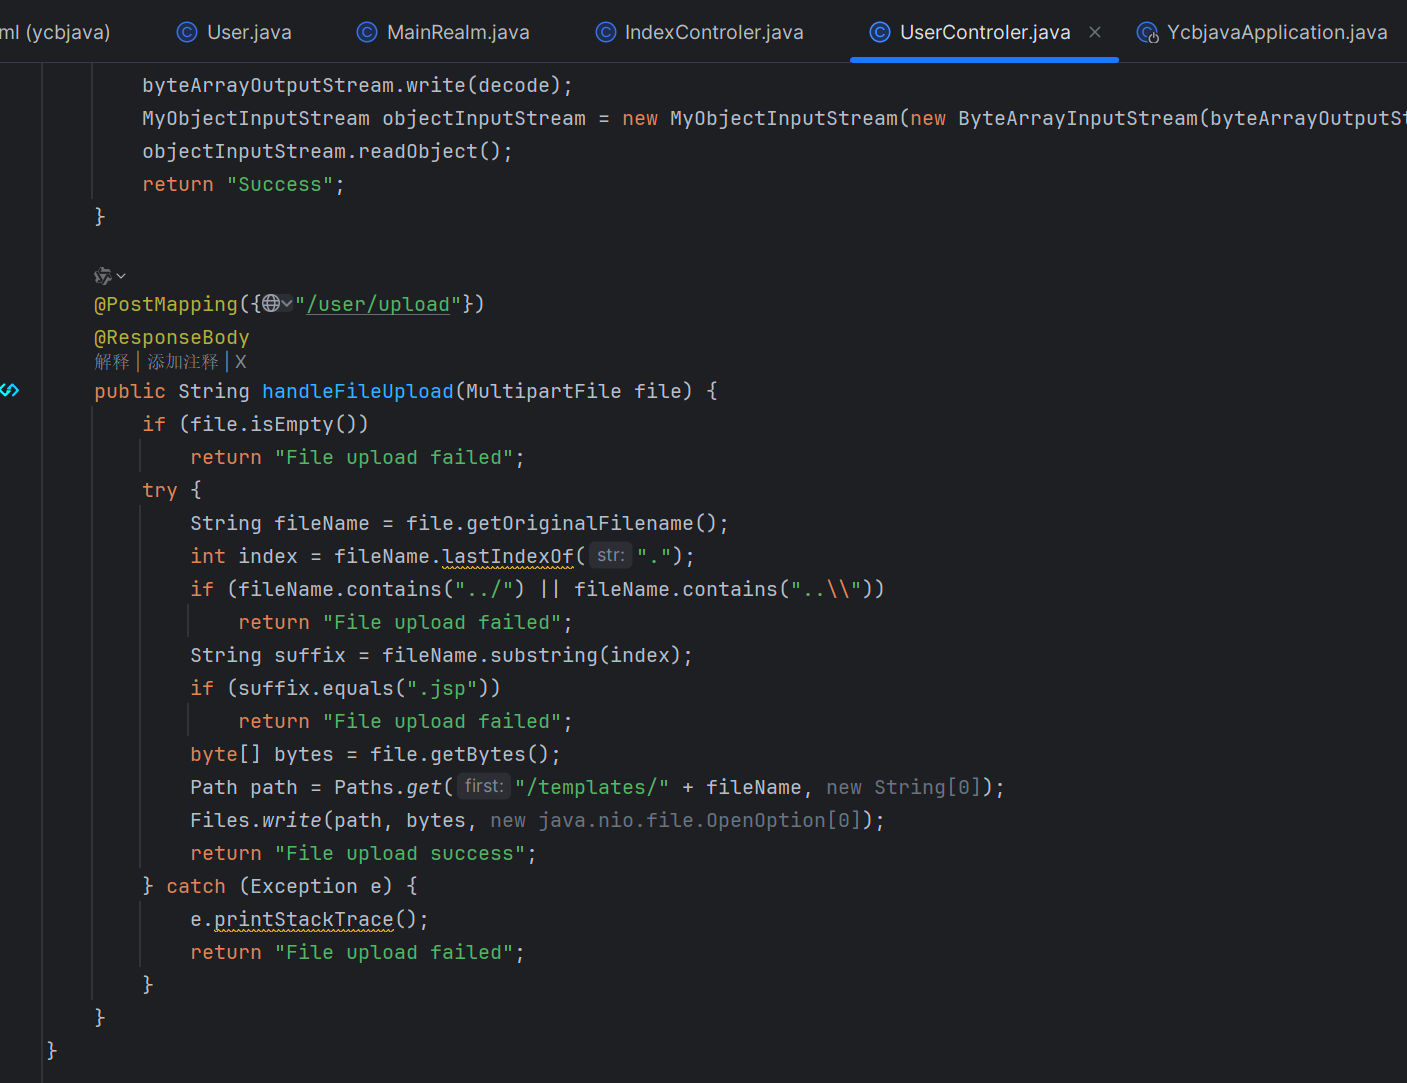 ml (ycbjava) User.java MainRealm.java IndexControler.java UserControler.java YcbjavaApplication.java
byteArrayOutputStream.write(decode);
MyObjectInputStream objectInputStream = new MyObjectInputStream(new ByteArrayInputStream(byteArrayOutputSt
objectInputStream.readObject();
return "Success";
}
@PostMapping({"/user/upload"})
@ResponseBody
解释 | 添加注释 | X
public String handleFileUpload(MultipartFile file) {
if (file.isEmpty())
return "File upload failed";
try {
String fileName = file.getOriginalFilename();
int index = fileName.lastIndexOf( str: ".");
if (fileName.contains("../") || fileName.contains("..\\"))
return "File upload failed";
String suffix = fileName.substring(index);
if (suffix.equals(".jsp"))
return "File upload failed";
byte[] bytes = file.getBytes();
Path path = Paths.get( first: "/templates/" + fileName, new String[0]);
Files.write(path, bytes, new java.nio.file.OpenOption[0]);
return "File upload success";
} catch (Exception e) {
e.printStackTrace();
return "File upload failed";
}
}
}